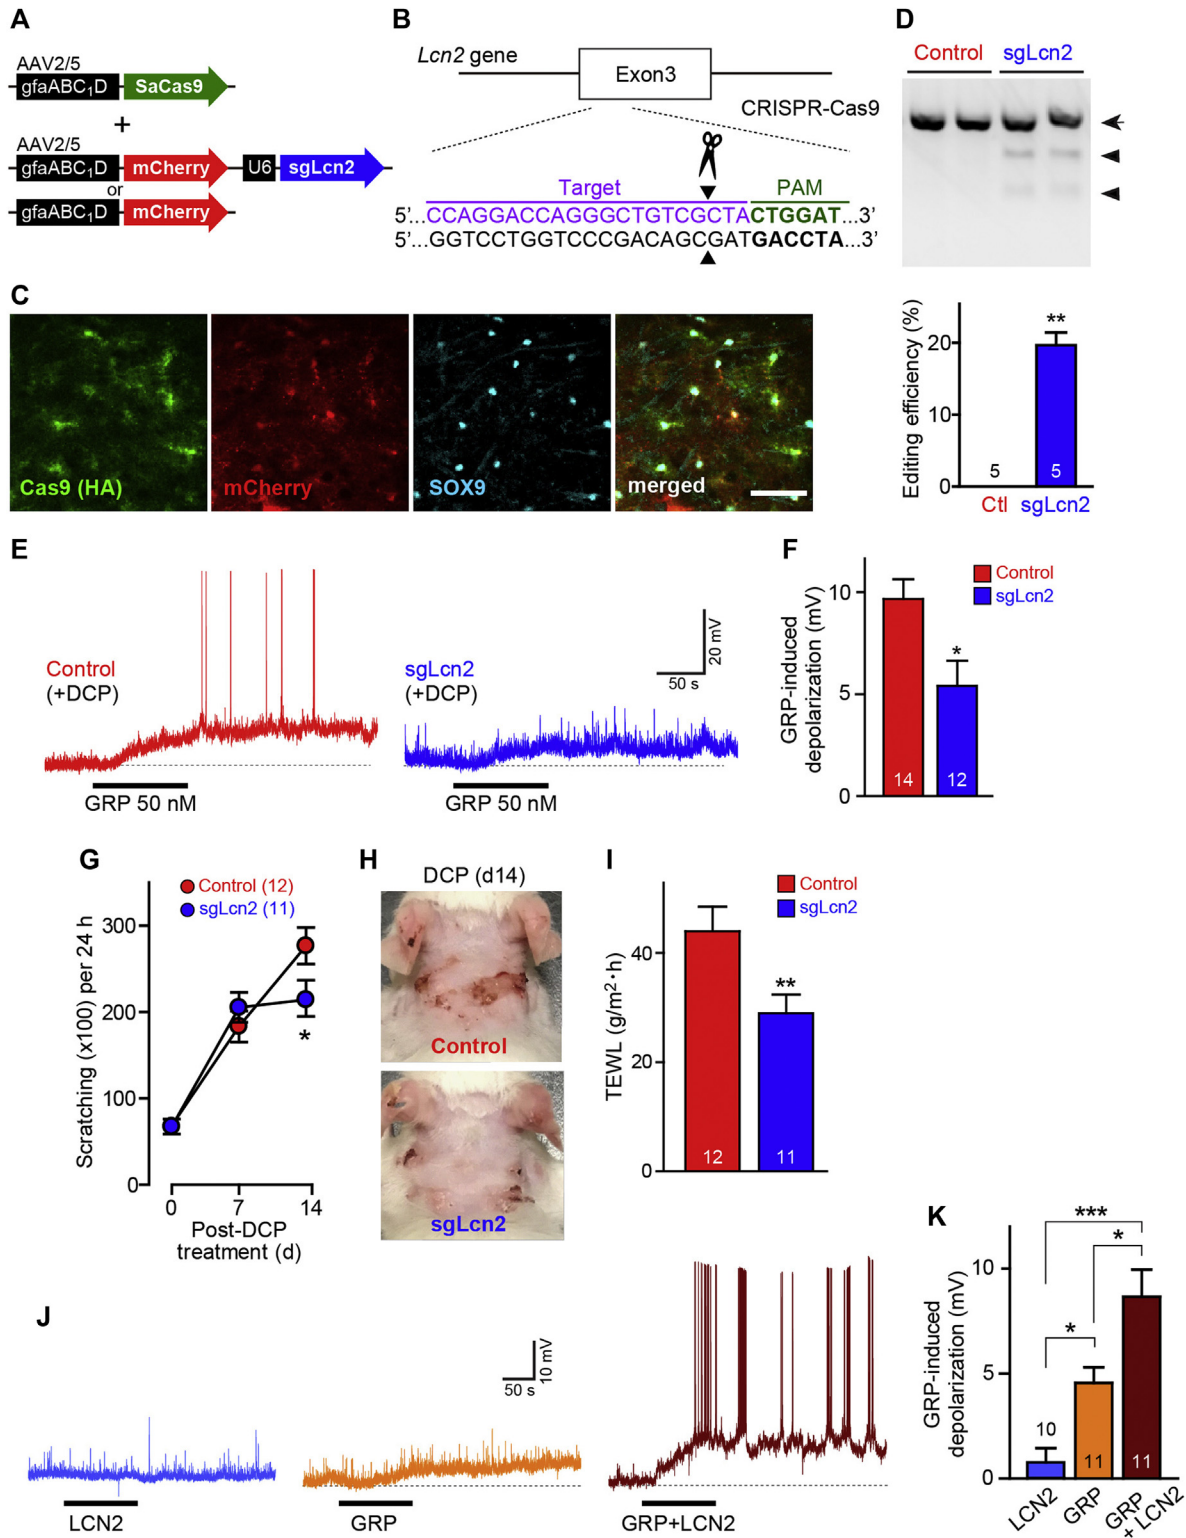 A
AAV2/5
gfaABC₁D SaCas9
+
AAV2/5
gfaABC₁D mCherry U6 sgLcn2
or
gfaABC₁D mCherry
B
Lcn2 gene
Exon3
CRISPR-Cas9
Target PAM
5'...CCAGGACCAGGGCTGTCGCTACTGGAT...3'
5'...GGTCCTGGTCCCGACAGCGATGACCTA...3'
C
Cas9 (HA)
mCherry
SOX9
merged
D
Control sgLcn2
Editing efficiency (%)
20
10
0
**
5
5
Ctl sgLcn2
E
Control
(+DCP)
GRP 50 nM
sgLcn2
(+DCP)
GRP 50 nM
20 mV
50 s
F
GRP-induced
depolarization (mV)
10
5
0
Control
sgLcn2
*
14
12
G
Scratching (x100) per 24 h
300
200
100
0
Control (12)
sgLcn2 (11)
*
0 7 14
Post-DCP
treatment (d)
H
DCP (d14)
Control
sgLcn2
I
TEWL (g/m²·h)
40
20
0
Control
sgLcn2
**
12
11
J
10 mV
50 s
LCN2
GRP
GRP+LCN2
K
GRP-induced
depolarization (mV)
10
5
0
***
*
*
10
11
11
LCN2
GRP
GRP
+ LCN2